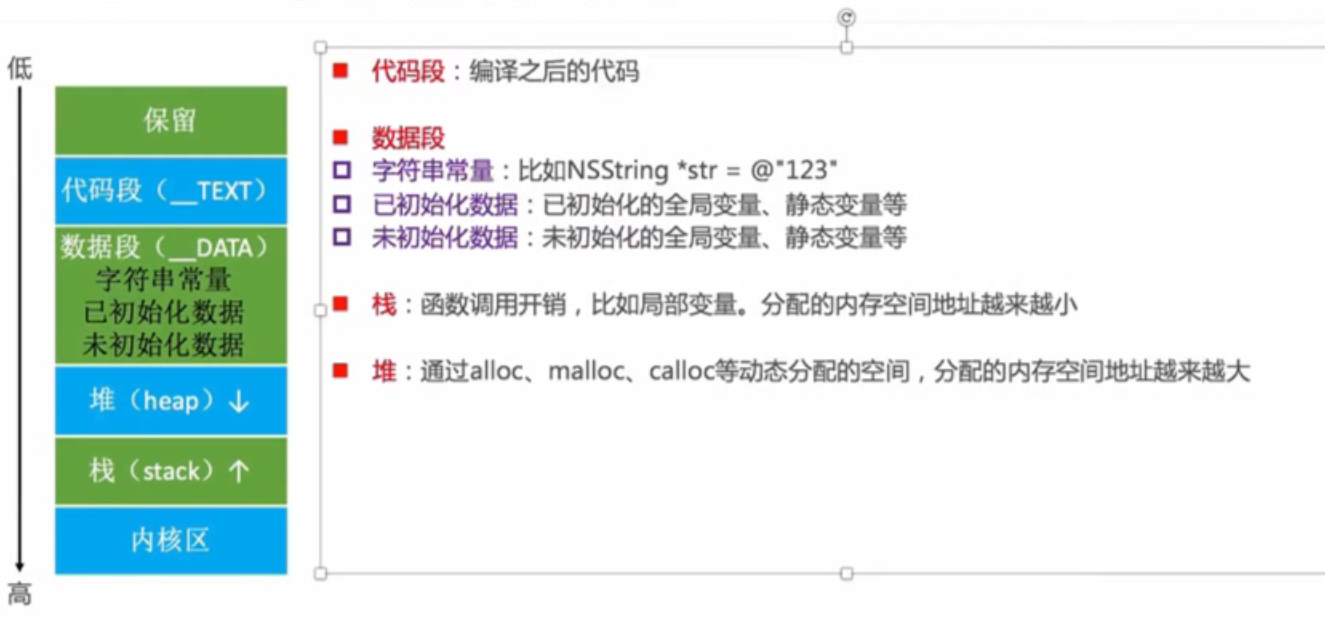 低
保留
代码段（__TEXT）
数据段（__DATA）
字符串常量
已初始化数据
未初始化数据
堆（heap）↓
栈（stack）↑
内核区
高
代码段：编译之后的代码
数据段
字符串常量：比如NSString *str = @"123"
已初始化数据：已初始化的全局变量、静态变量等
未初始化数据：未初始化的全局变量、静态变量等
栈：函数调用开销，比如局部变量。分配的内存空间地址越来越小
堆：通过alloc、malloc、calloc等动态分配的空间，分配的内存空间地址越来越大